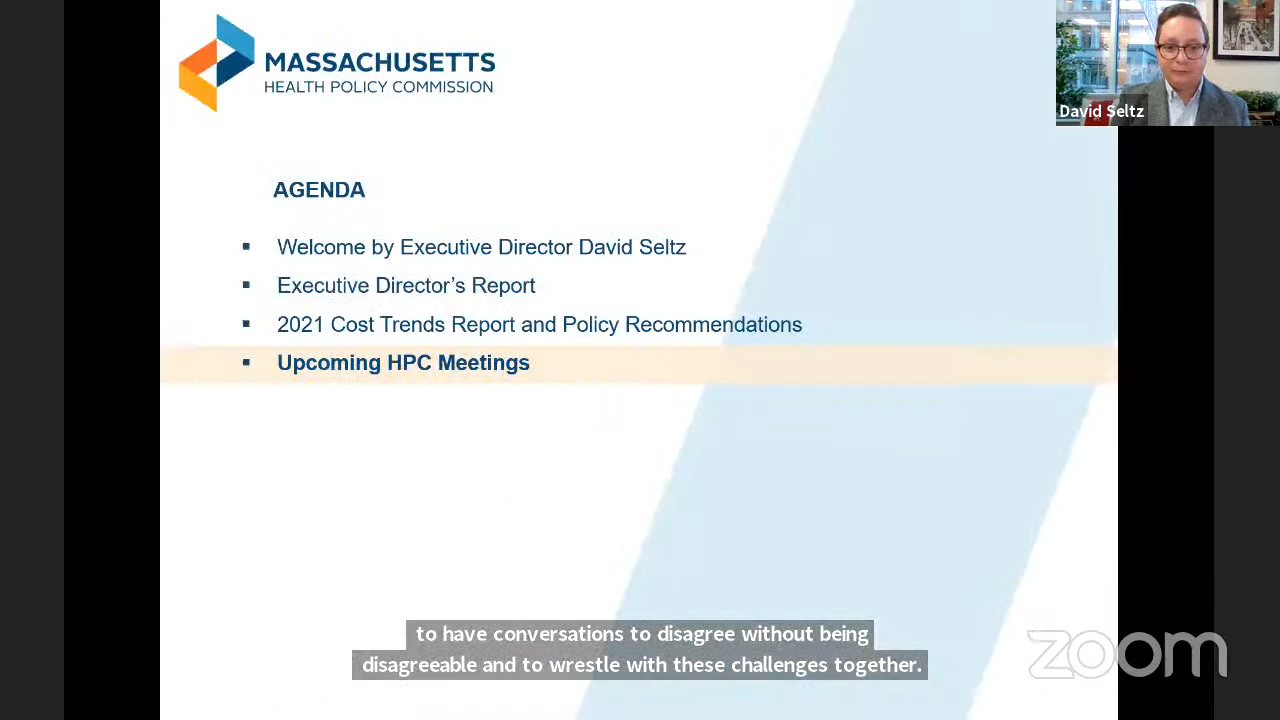 MASSACHUSETTS
HEALTH POLICY COMMISSION
David Seltz
AGENDA
▪ Welcome by Executive Director David Seltz
▪ Executive Director’s Report
▪ 2021 Cost Trends Report and Policy Recommendations
▪ Upcoming HPC Meetings
to have conversations to disagree without being
disagreeable and to wrestle with these challenges together.
zoom